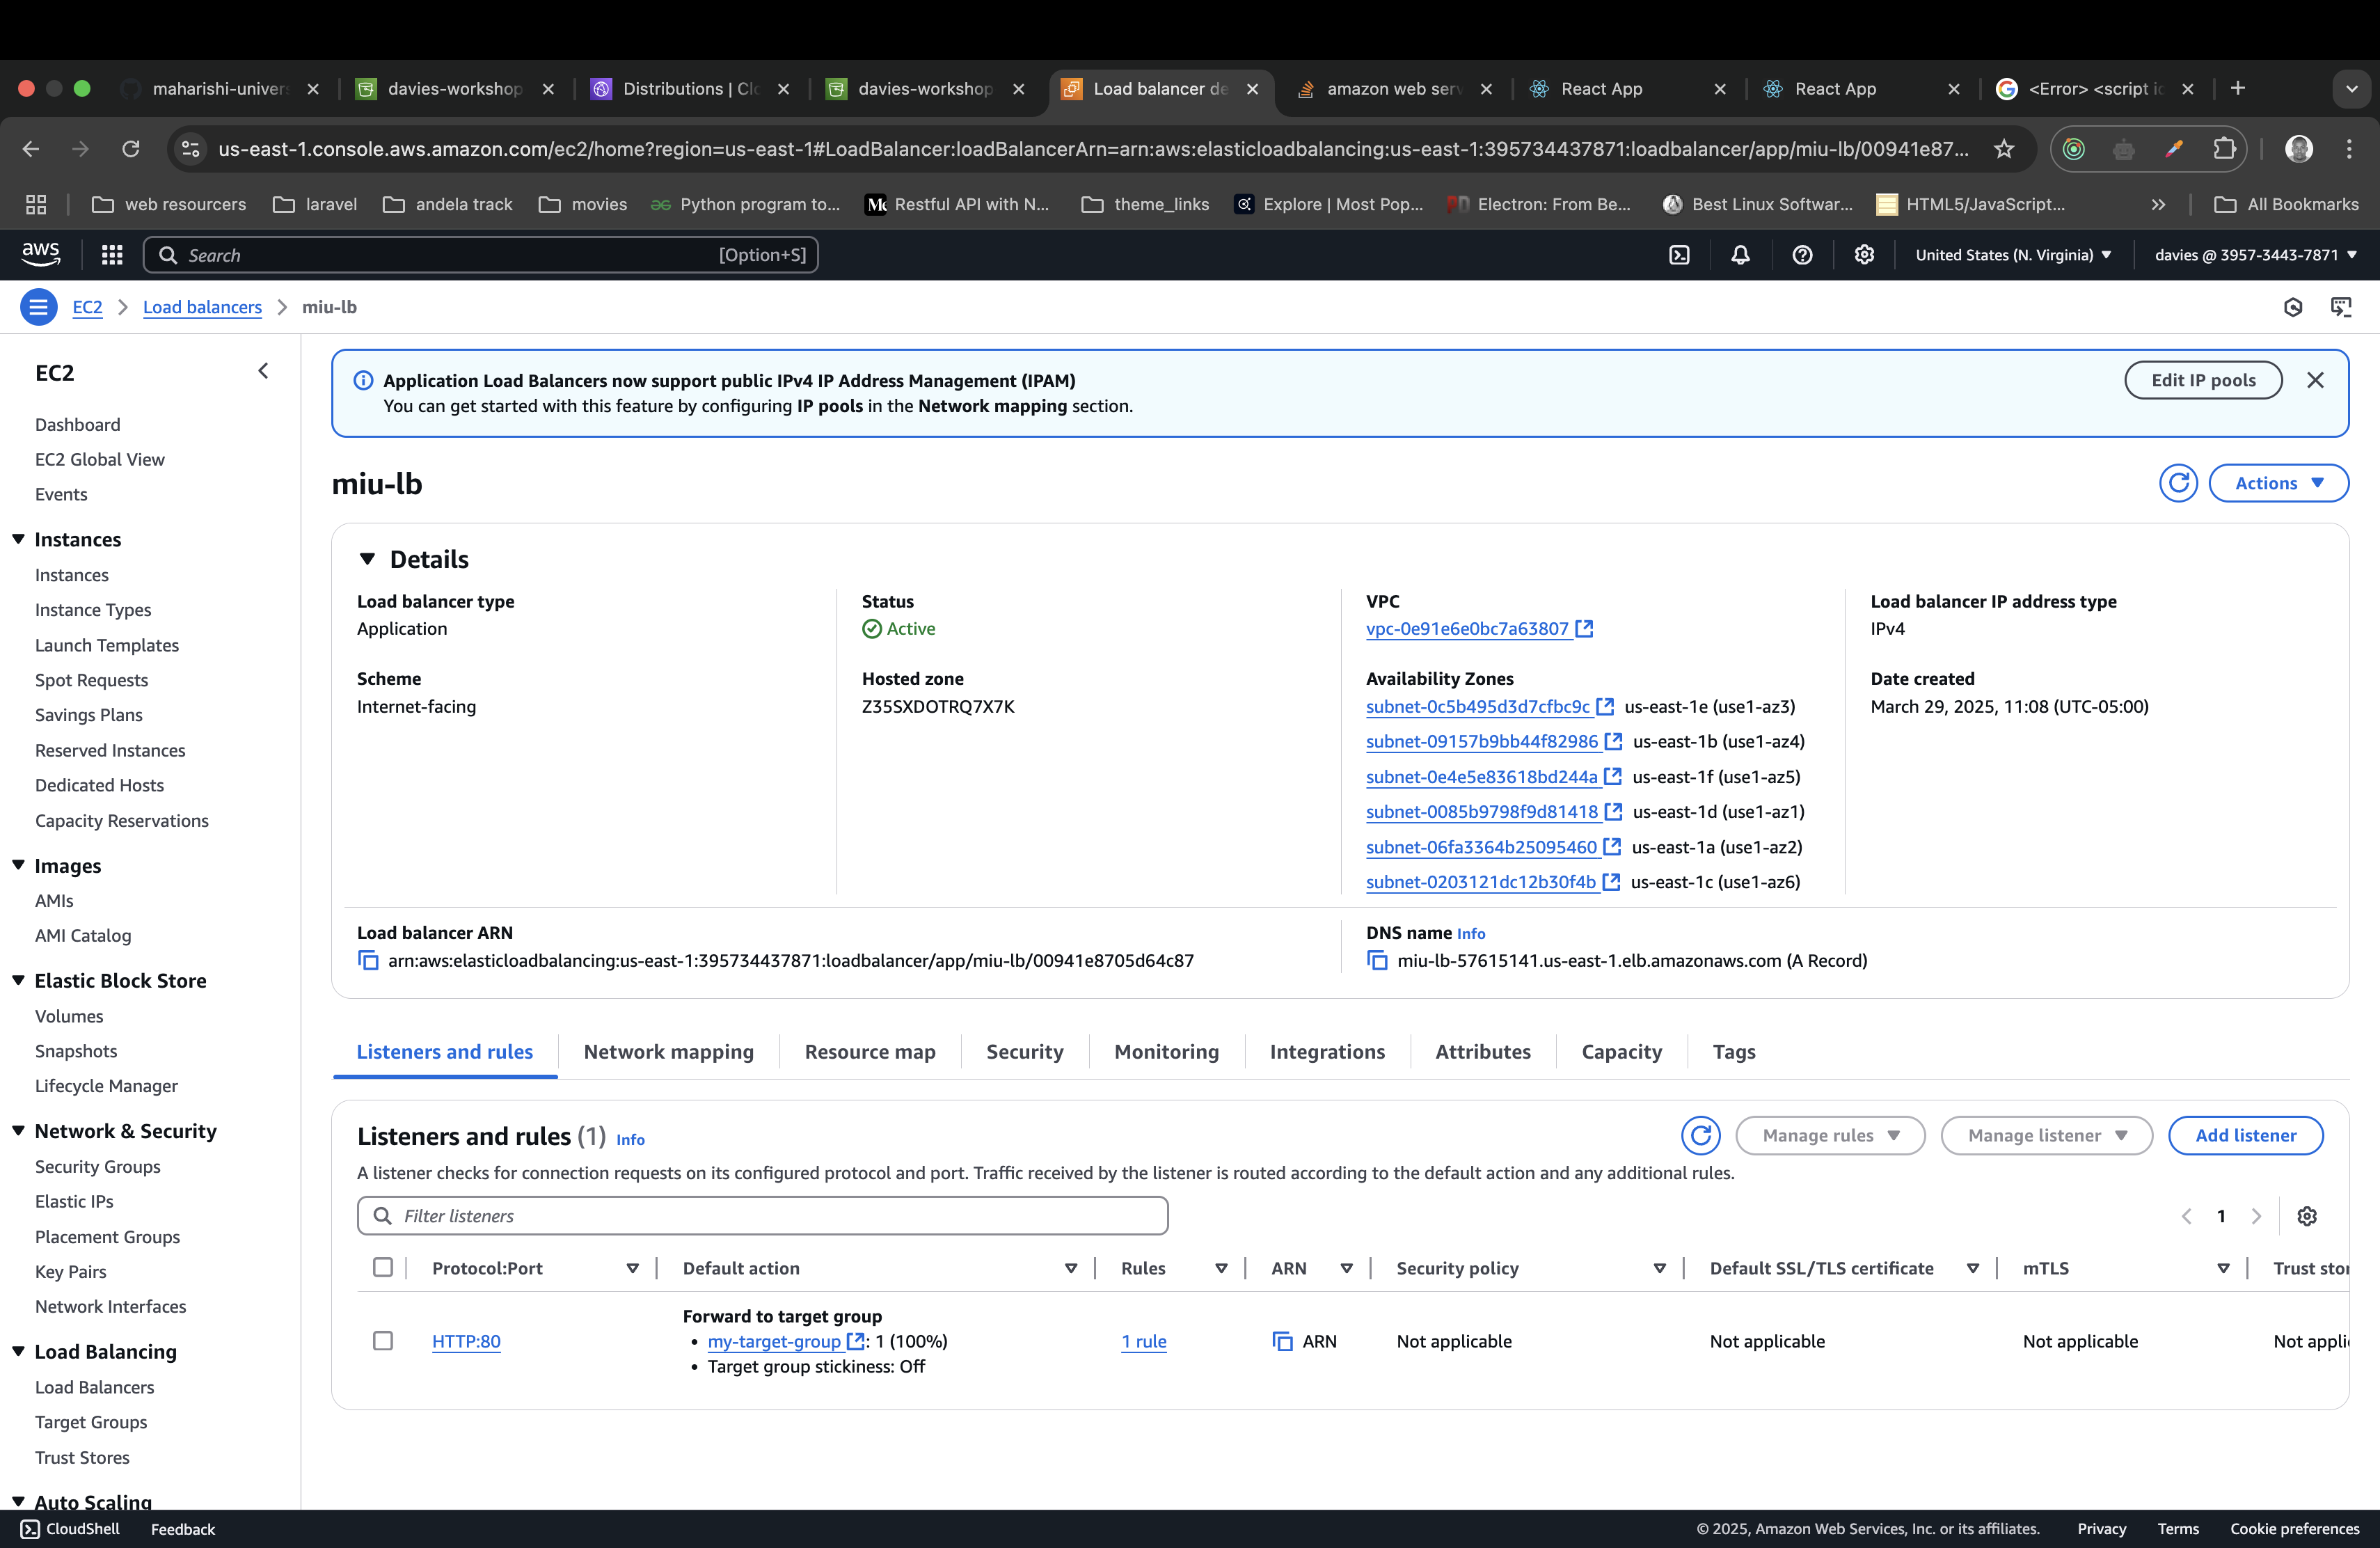 maharishi-univer
davies-workshop
Distributions | Clo
davies-workshop
Load balancer de
amazon web serv
React App
React App
<Error> <script ic
us-east-1.console.aws.amazon.com/ec2/home?region=us-east-1#LoadBalancer:loadBalancerArn=arn:aws:elasticloadbalancing:us-east-1:395734437871:loadbalancer/app/miu-lb/00941e87...
web resourcers
laravel
andela track
movies
Python program to...
Restful API with N...
theme_links
Explore | Most Pop...
Electron: From Be...
Best Linux Softwar...
HTML5/JavaScript...
All Bookmarks
aws
Search
[Option+S]
United States (N. Virginia)
davies @ 3957-3443-7871
EC2
Load balancers
miu-lb
EC2
Dashboard
EC2 Global View
Events
Instances
Instances
Instance Types
Launch Templates
Spot Requests
Savings Plans
Reserved Instances
Dedicated Hosts
Capacity Reservations
Images
AMIs
AMI Catalog
Elastic Block Store
Volumes
Snapshots
Lifecycle Manager
Network & Security
Security Groups
Elastic IPs
Placement Groups
Key Pairs
Network Interfaces
Load Balancing
Load Balancers
Target Groups
Trust Stores
Auto Scaling
Application Load Balancers now support public IPv4 IP Address Management (IPAM)
You can get started with this feature by configuring IP pools in the Network mapping section.
Edit IP pools
miu-lb
Actions
Details
Load balancer type
Application
Scheme
Internet-facing
Status
Active
Hosted zone
Z35SXDOTRQ7X7K
VPC
vpc-0e91e6e0bc7a63807
Availability Zones
subnet-0c5b495d3d7cfbc9c us-east-1e (use1-az3)
subnet-09157b9bb44f82986 us-east-1b (use1-az4)
subnet-0e4e5e83618bd244a us-east-1f (use1-az5)
subnet-0085b9798f9d81418 us-east-1d (use1-az1)
subnet-06fa3364b25095460 us-east-1a (use1-az2)
subnet-0203121dc12b30f4b us-east-1c (use1-az6)
Load balancer IP address type
IPv4
Date created
March 29, 2025, 11:08 (UTC-05:00)
Load balancer ARN
arn:aws:elasticloadbalancing:us-east-1:395734437871:loadbalancer/app/miu-lb/00941e8705d64c87
DNS name Info
miu-lb-57615141.us-east-1.elb.amazonaws.com (A Record)
Listeners and rules
Network mapping
Resource map
Security
Monitoring
Integrations
Attributes
Capacity
Tags
Listeners and rules (1) Info
Manage rules
Manage listener
Add listener
A listener checks for connection requests on its configured protocol and port. Traffic received by the listener is routed according to the default action and any additional rules.
Filter listeners
1
Protocol:Port
Default action
Rules
ARN
Security policy
Default SSL/TLS certificate
mTLS
Trust stor
HTTP:80
Forward to target group
• my-target-group : 1 (100%)
• Target group stickiness: Off
1 rule
ARN
Not applicable
Not applicable
Not applicable
Not appli
CloudShell
Feedback
© 2025, Amazon Web Services, Inc. or its affiliates.
Privacy
Terms
Cookie preferences